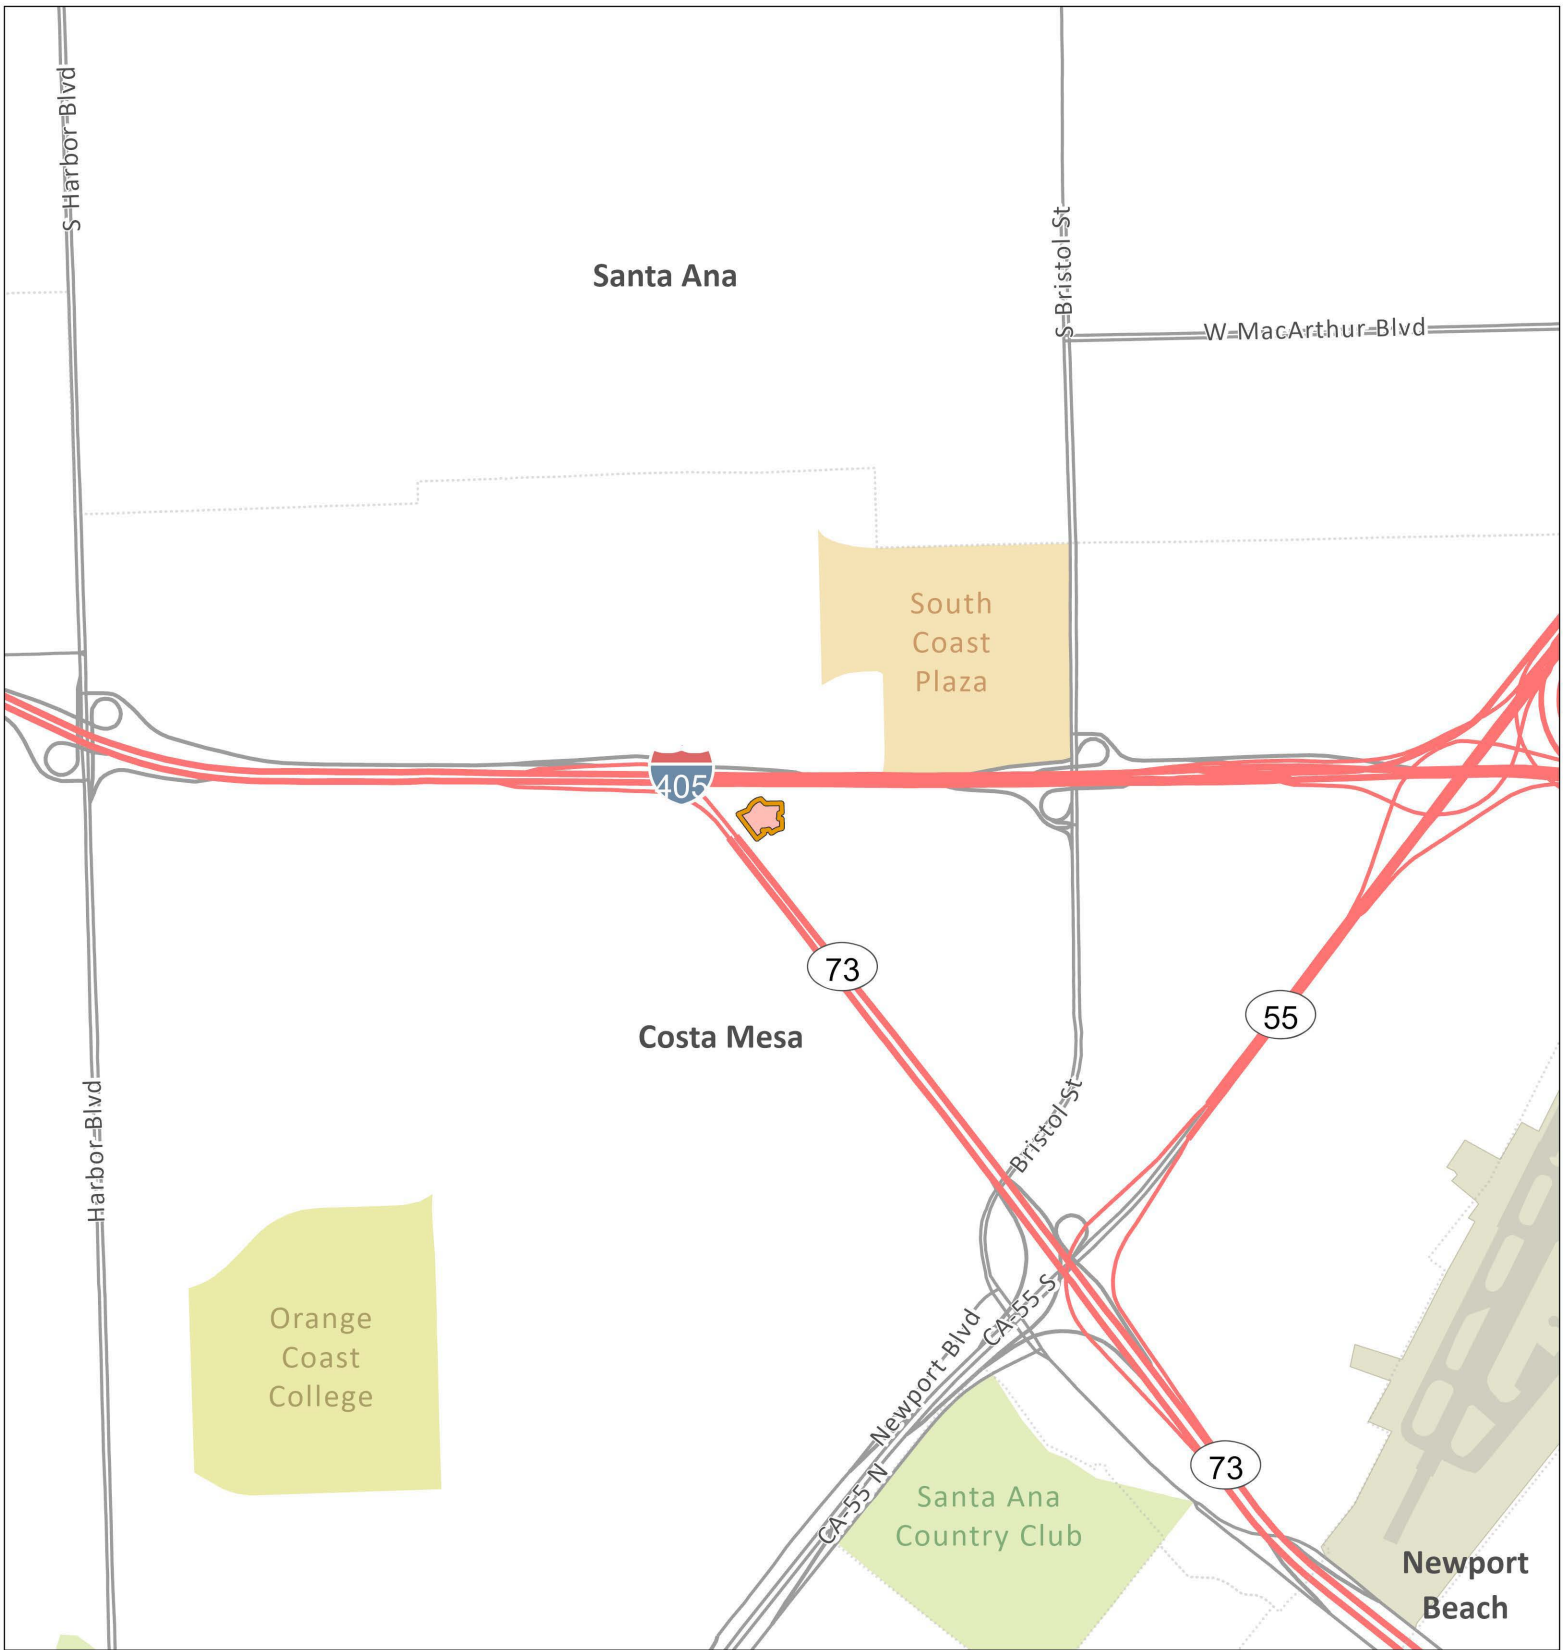 S Harbor Blvd
Santa Ana
S Bristol St
W MacArthur Blvd
South
Coast
Plaza
405
73
55
Costa Mesa
Harbor Blvd
Bristol St
Orange
Coast
College
Newport Blvd
CA-55 S
CA-55 N
73
Santa Ana
Country Club
Newport
Beach